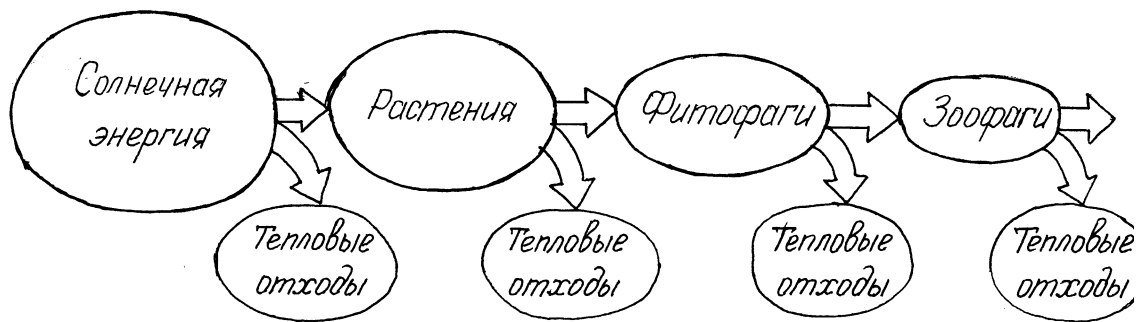 Солнечная
энергия
Растения
Фитофаги
Зоофаги
Тепловые
отходы
Тепловые
отходы
Тепловые
отходы
Тепловые
отходы